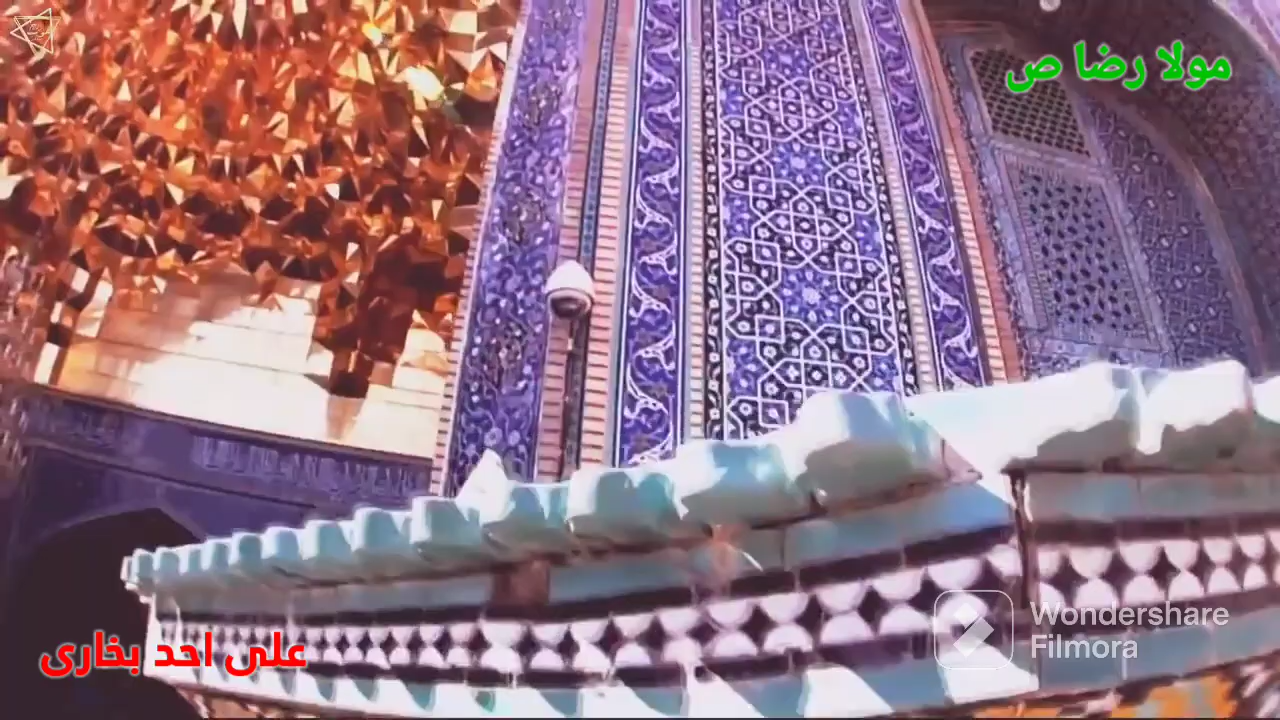 مولا رضا ص
علی احد بخاری
Wondershare
Filmora